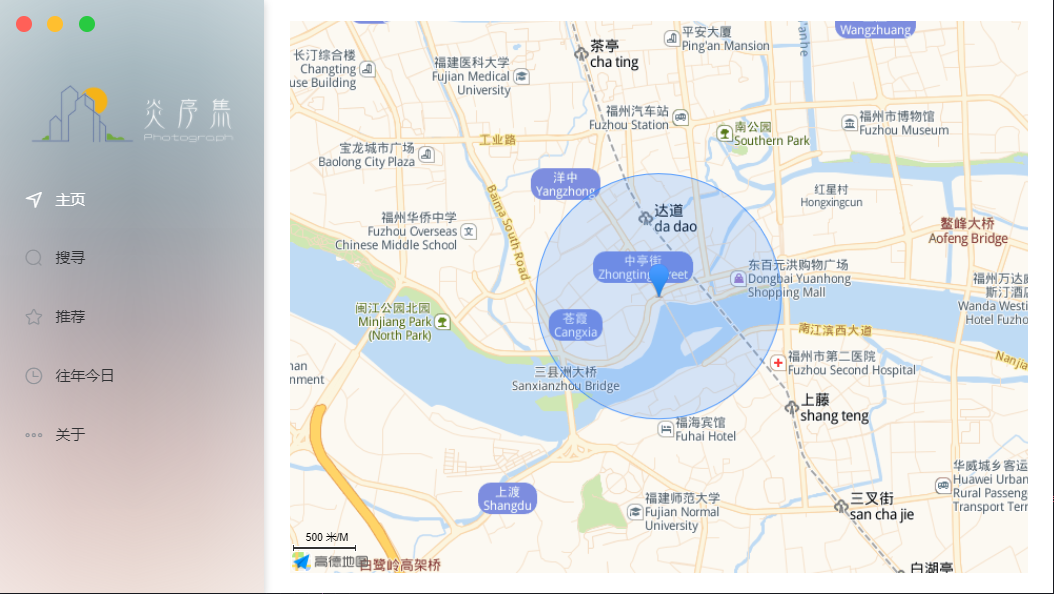 炎序集
Photograph
主页
搜寻
推荐
往年今日
关于
Wangzhuang
平安大厦
Ping'an Mansion
茶亭
cha ting
长汀综合楼
Changting
use Building
福建医科大学
Fujian Medical
University
福州汽车站
Fuzhou Station
南公园
Southern Park
福州市博物馆
Fuzhou Museum
工业路
宝龙城市广场
Baolong City Plaza
洋中
Yangzhong
红星村
Hongxingcun
Baima South Road
达道
da dao
福州华侨中学
Fuzhou Overseas
Chinese Middle School
文
鳌峰大桥
Aofeng Bridge
中亭街
Zhongting Street
东百元洪购物广场
Dongbai Yuanhong
Shopping Mall
福州万达威
斯汀酒店
Wanda Westi
Hotel Fuzho
闽江公园北园
Minjiang Park
(North Park)
苍霞
Cangxia
南江滨西大道
Nanjia
福州市第二医院
Fuzhou Second Hospital
nan
nment
三县洲大桥
Sanxianzhou Bridge
上藤
shang teng
福海宾馆
Fuhai Hotel
华威城乡客运
Huawei Urban
Rural Passeng
Transport Terr
上渡
Shangdu
福建师范大学
Fujian Normal
University
三叉街
san cha jie
500 米/M
高德地图
白鹭岭高架桥
白湖亭